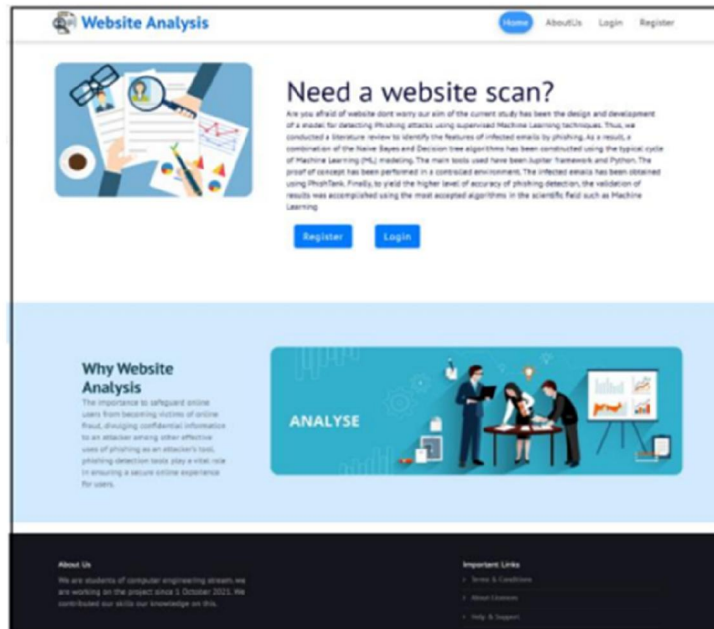 Website Analysis
Home AboutUs Login Register
Need a website scan?
Are you afraid of website dont worry our aim of the current study has been the design and development
of a model for detecting Phishing attacks using supervised Machine Learning techniques. Thus, we
conducted a literature review to identify the features of infected emails by phishing. As a result, a
combination of the Naive Bayes and Decision tree algorithms has been constructed using the typical cycle
of Machine Learning (ML) modeling. The main tools used have been Jupiter framework and Python. The
proof of concept has been performed in a controlled environment. The infected emails has been obtained
using PhishTank. Finally, to yield the higher level of accuracy of phishing detection, the validation of
results was accomplished using the most accepted algorithms in the scientific field such as Machine
Learning
Register Login
Why Website
Analysis
The importance to safeguard online
users from becoming victims of online
fraud, divulging confidential information
to an attacker among other effective
uses of phishing as an attacker's tool,
phishing detection tools play a vital role
in ensuring a secure online experience
for users.
ANALYSE
About Us
We are students of computer engineering stream, we
are working on the project since 1 October 2021. We
contributed our skills our knowledge on this.
Important Links
Terms & Conditions
About Licences
Help & Support